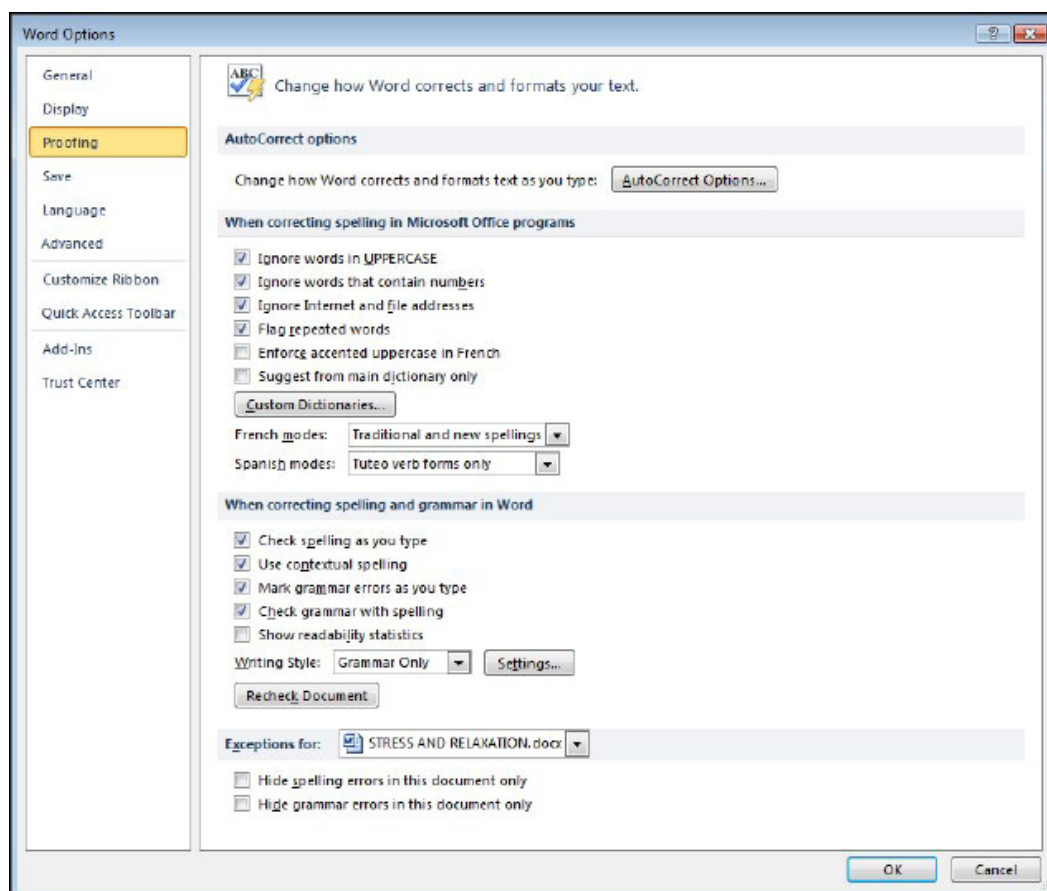 Word Options
General
Display
Proofing
Save
Language
Advanced
Customize Ribbon
Quick Access Toolbar
Add-Ins
Trust Center
ABC
Change how Word corrects and formats your text.
AutoCorrect options
Change how Word corrects and formats text as you type: AutoCorrect Options...
When correcting spelling in Microsoft Office programs
Ignore words in UPPERCASE
Ignore words that contain numbers
Ignore Internet and file addresses
Flag repeated words
Enforce accented uppercase in French
Suggest from main dictionary only
Custom Dictionaries...
French modes: Traditional and new spellings
Spanish modes: Tuteo verb forms only
When correcting spelling and grammar in Word
Check spelling as you type
Use contextual spelling
Mark grammar errors as you type
Check grammar with spelling
Show readability statistics
Writing Style: Grammar Only Settings...
Recheck Document
Exceptions for: STRESS AND RELAXATION.docx
Hide spelling errors in this document only
Hide grammar errors in this document only
OK Cancel